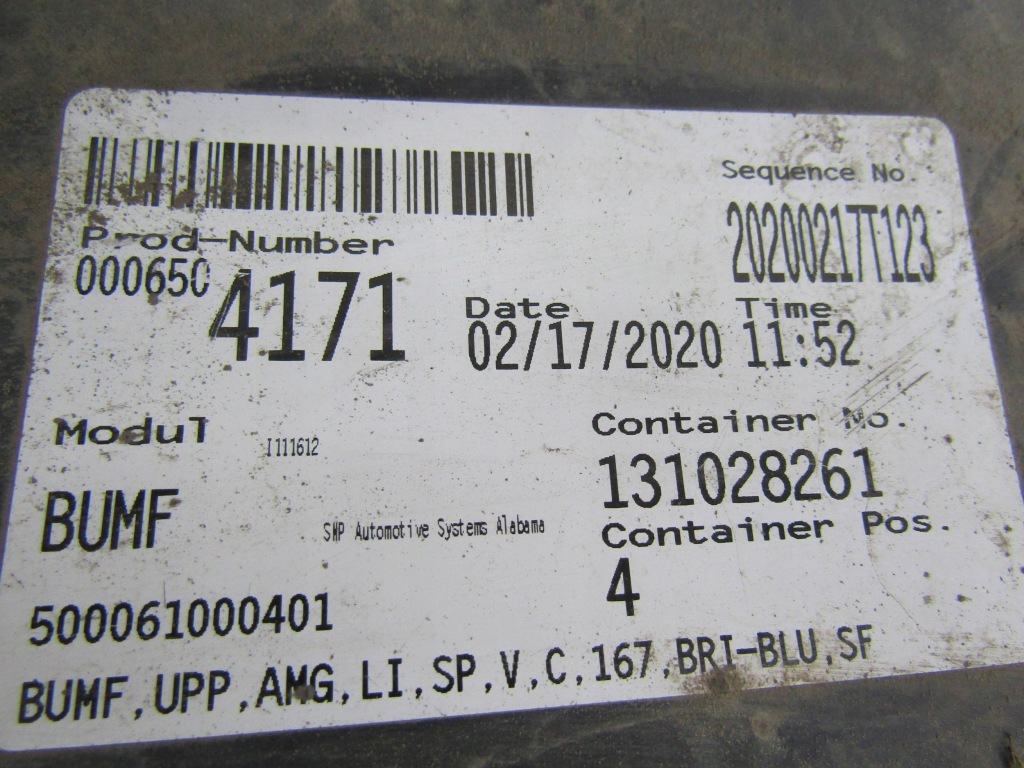 Sequence No.
20200217T123
Prod-Number
000650 4171
Date
02/17/2020
Time
11:52
Modul
I111612
Container No.
131028261
BUMF
SMP Automotive Systems Alabama
Container Pos.
4
500061000401
BUMF,UPP,AMG,LI,SP,V,C,167,BRI-BLU,SF